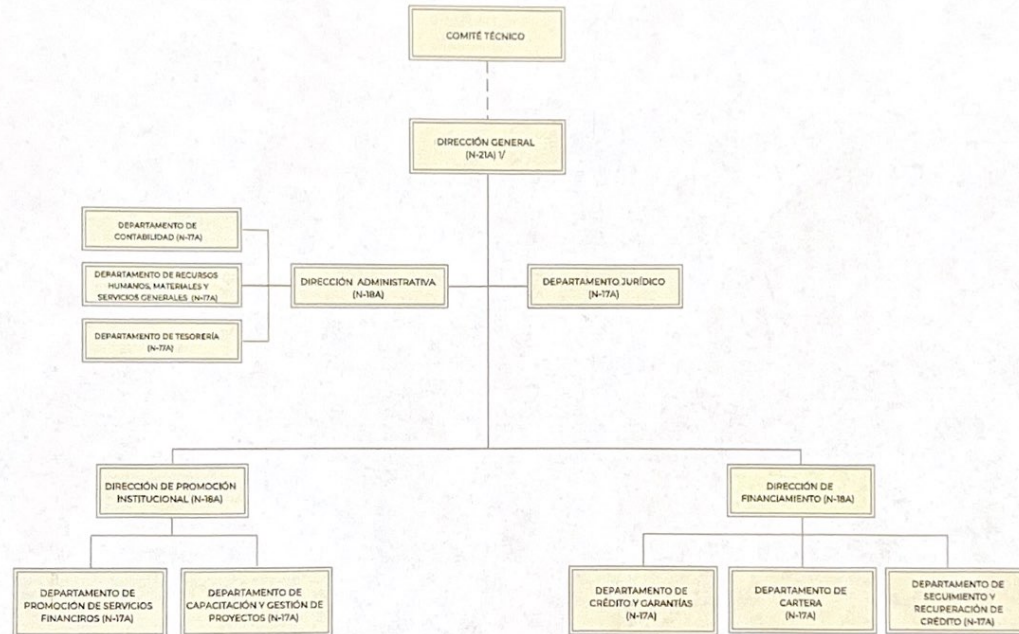 COMITÉ TÉCNICO
DIRECCIÓN GENERAL
(N-21A) 1/
DEPARTAMENTO DE
CONTABILIDAD (N-17A)
DEPARTAMENTO DE RECURSOS
HUMANOS, MATERIALES Y
SERVICIOS GENERALES (N-17A)
DEPARTAMENTO DE TESORERÍA
(N-17A)
DIRECCIÓN ADMINISTRATIVA
(N-18A)
DEPARTAMENTO JURÍDICO
(N-17A)
DIRECCIÓN DE PROMOCIÓN
INSTITUCIONAL (N-18A)
DIRECCIÓN DE
FINANCIAMIENTO (N-18A)
DEPARTAMENTO DE
PROMOCIÓN DE SERVICIOS
FINANCIROS (N-17A)
DEPARTAMENTO DE
CAPACITACIÓN Y GESTIÓN DE
PROYECTOS (N-17A)
DEPARTAMENTO DE
CRÉDITO Y GARANTÍAS
(N-17A)
DEPARTAMENTO DE
CARTERA
(N-17A)
DEPARTAMENTO DE
SEGUIMIENTO Y
RECUPERACIÓN DE
CRÉDITO (N-17A)